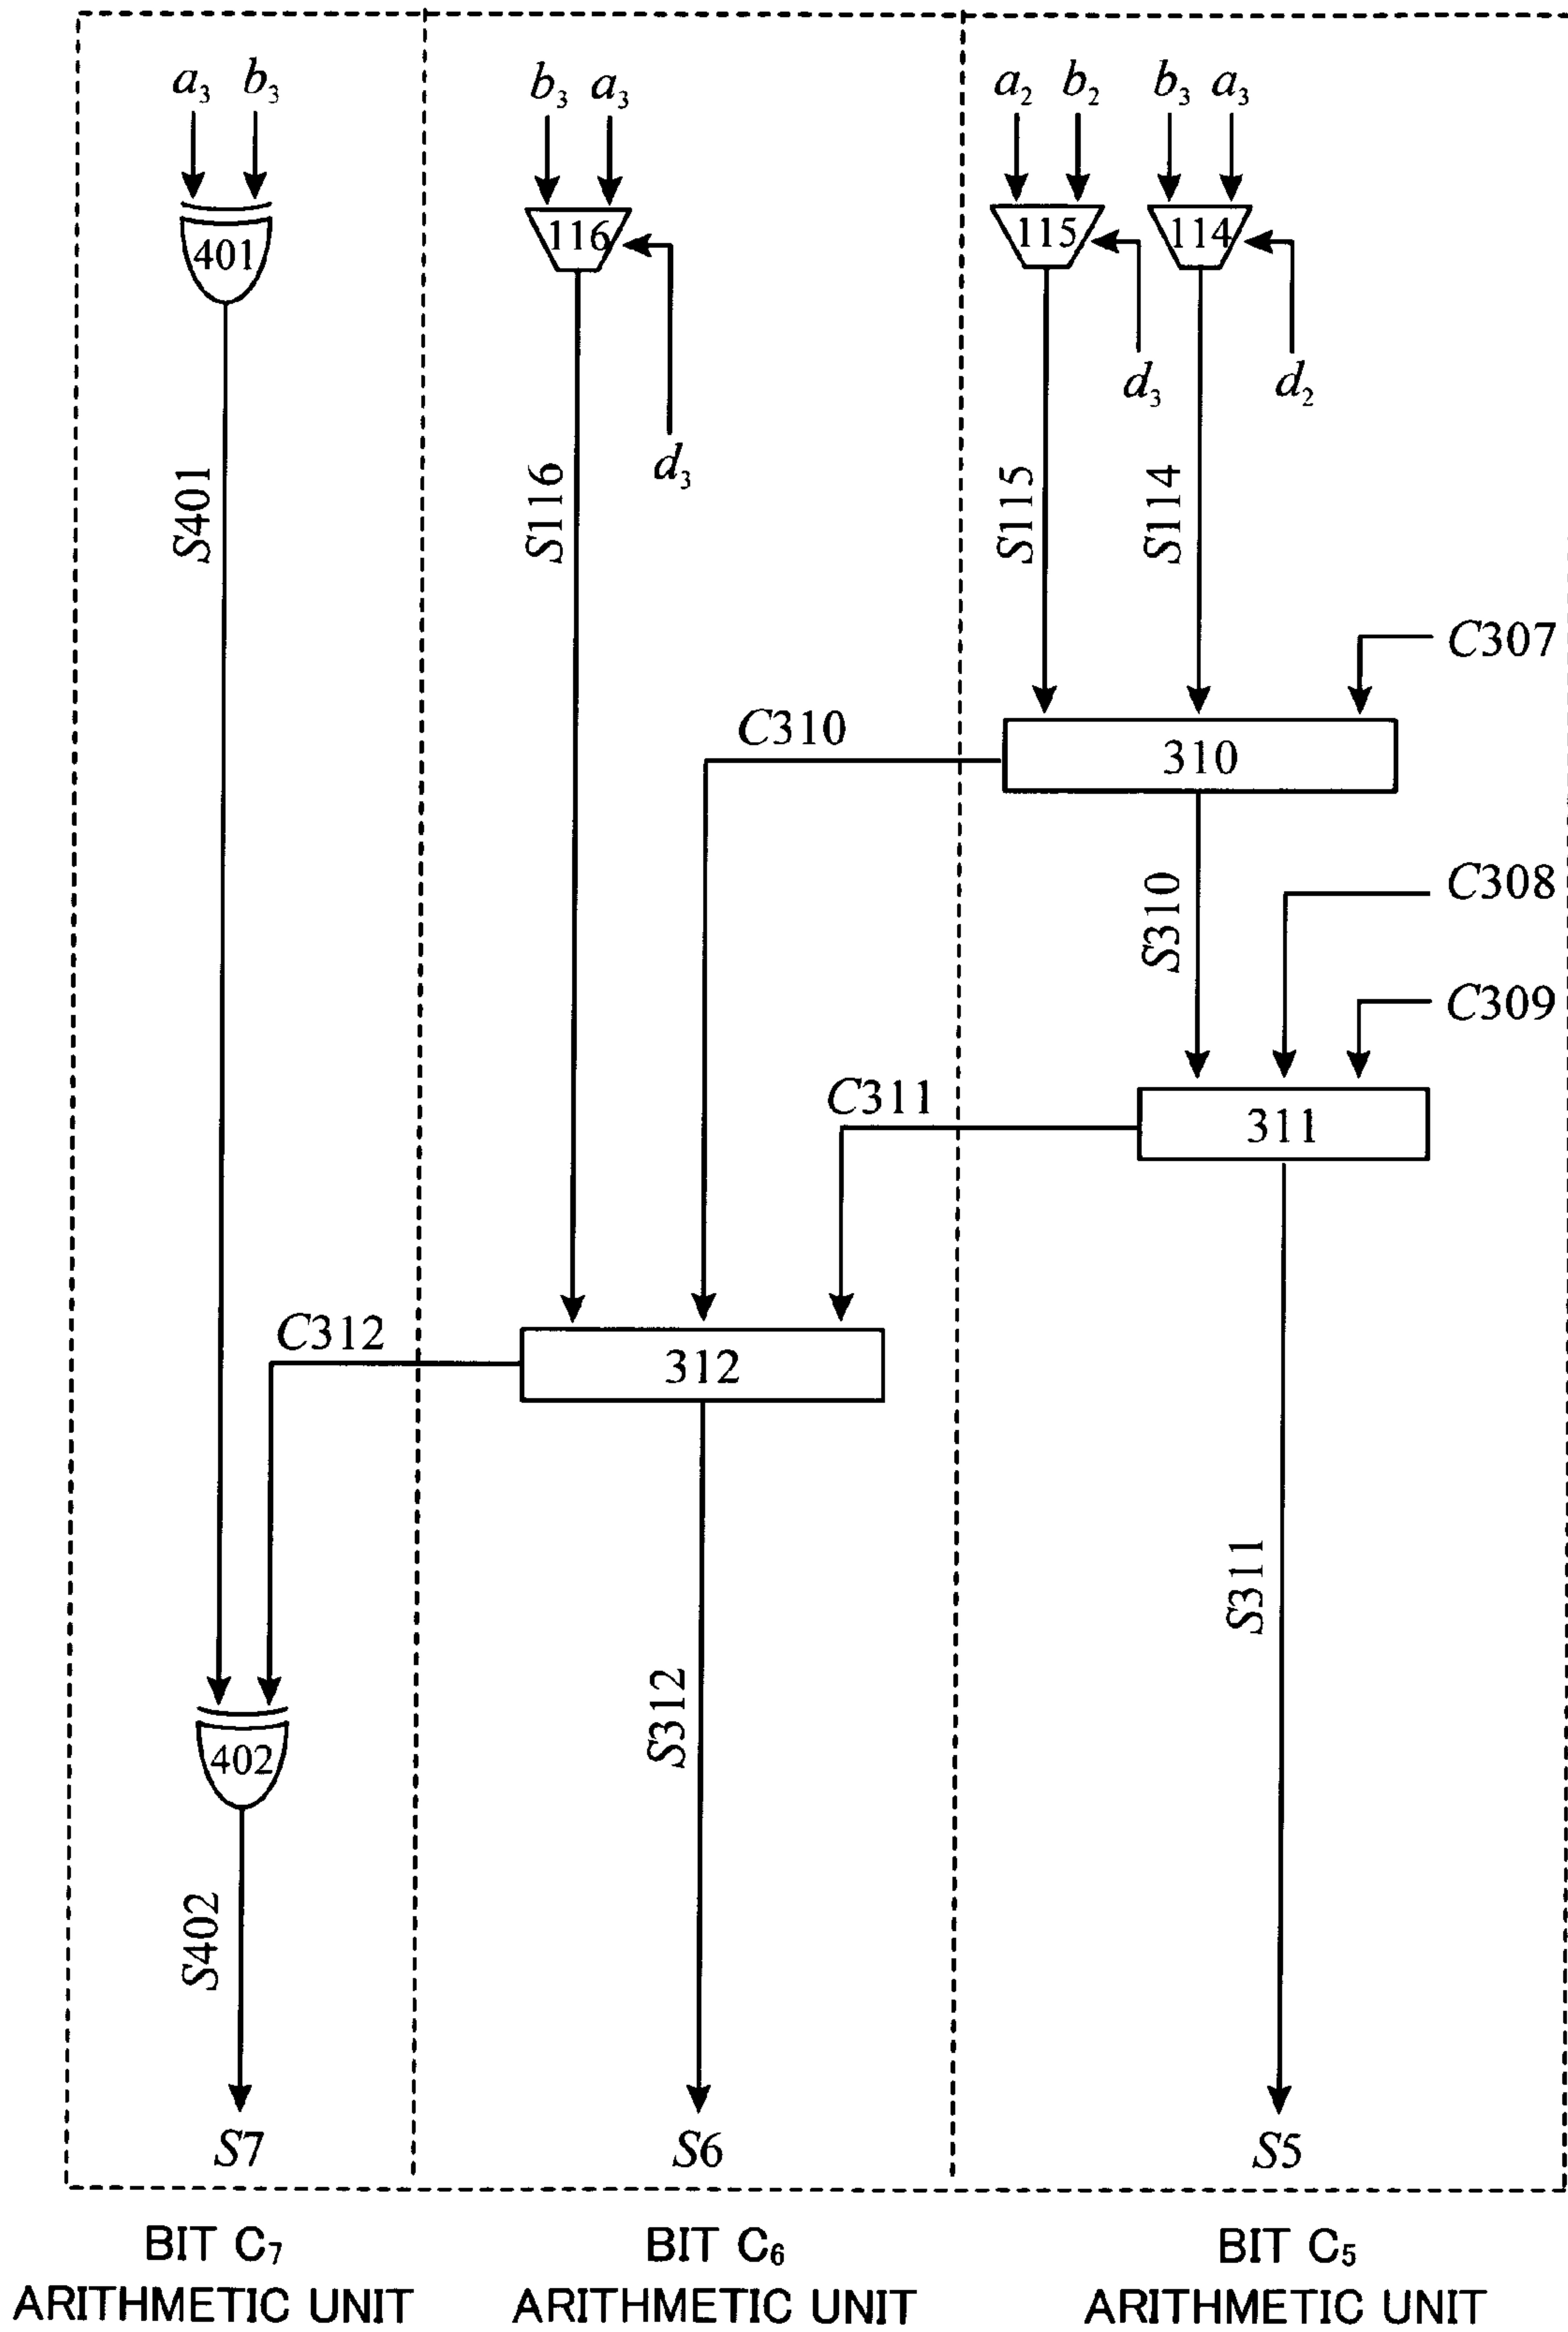 a₃ b₃ b₃ a₃ a₂ b₂ b₃ a₃
401 116 115 114
d₃ d₂
d₃
S401 S116 S115 S114
C307
C310
310
C308
S310
C309
C311
311
C312
312
S311
S312
402
S402
S7 S6 S5
BIT C₇ BIT C₆ BIT C₅
ARITHMETIC UNIT ARITHMETIC UNIT ARITHMETIC UNIT